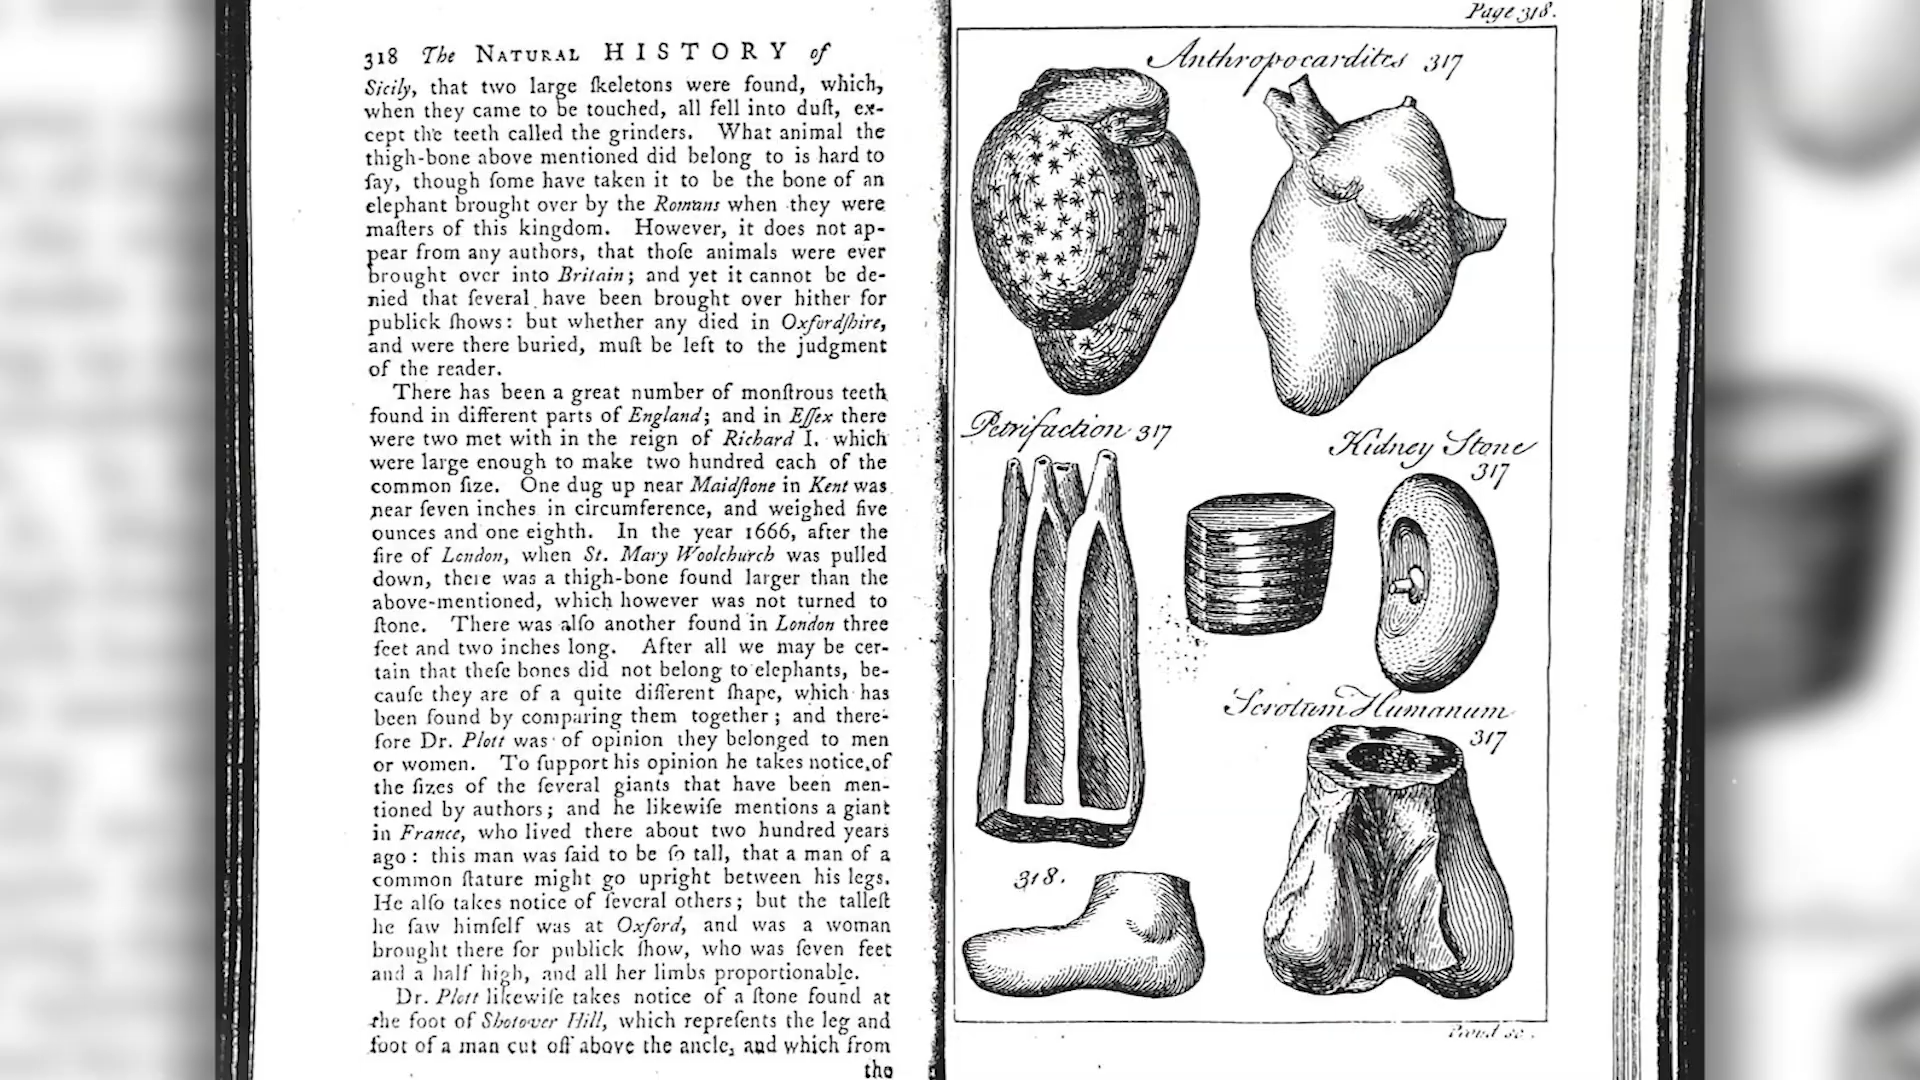 318 The NATURAL HISTORY of
Sicily, that two large ſkeletons were found, which,
when they came to be touched, all fell into duſt, ex-
cept the teeth called the grinders. What animal the
thigh-bone above mentioned did belong to is hard to
ſay, though ſome have taken it to be the bone of an
elephant brought over by the Romans when they were
maſters of this kingdom. However, it does not ap-
pear from any authors, that thoſe animals were ever
brought over into Britain; and yet it cannot be de-
nied that ſeveral have been brought over hither for
publick ſhows: but whether any died in Oxfordſhire,
and were there buried, muſt be left to the judgment
of the reader.
There has been a great number of monſtrous teeth
found in different parts of England; and in Eſſex there
were two met with in the reign of Richard I. which
were large enough to make two hundred each of the
common ſize. One dug up near Maidſtone in Kent was
near ſeven inches in circumference, and weighed five
ounces and one eighth. In the year 1666, after the
fire of London, when St. Mary Woolchurch was pulled
down, there was a thigh-bone found larger than the
above-mentioned, which however was not turned to
ſtone. There was alſo another found in London three
feet and two inches long. After all we may be cer-
tain that theſe bones did not belong to elephants, be-
cauſe they are of a quite different ſhape, which has
been found by comparing them together; and there-
fore Dr. Plott was of opinion they belonged to men
or women. To ſupport his opinion he takes notice of
the ſizes of the ſeveral giants that have been men-
tioned by authors; and he likewiſe mentions a giant
in France, who lived there about two hundred years
ago: this man was ſaid to be ſo tall, that a man of a
common ſtature might go upright between his legs.
He alſo takes notice of ſeveral others; but the talleſt
he ſaw himſelf was at Oxford, and was a woman
brought there for publick ſhow, who was ſeven feet
and a half high, and all her limbs proportionable.
Dr. Plott likewiſe takes notice of a ſtone found at
the foot of Shotover Hill, which repreſents the leg and
foot of a man cut off above the ancle, and which from
the
Page 318.
Anthropocardites 317
Petrifaction 317
Kidney Stone
317
Scrotum Humanum
317
318.
Proud sc.